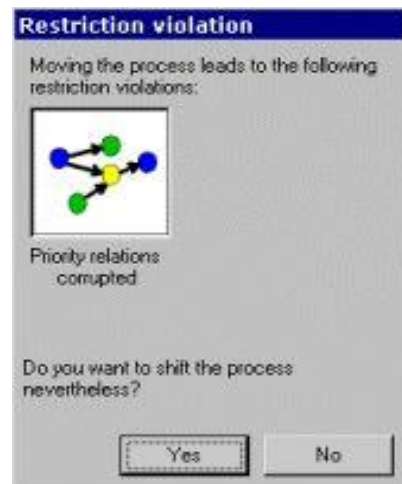 Restriction violation
Moving the process leads to the following
restriction violations:
Priority relations
corrupted
Do you want to shift the process
nevertheless?
Yes
No